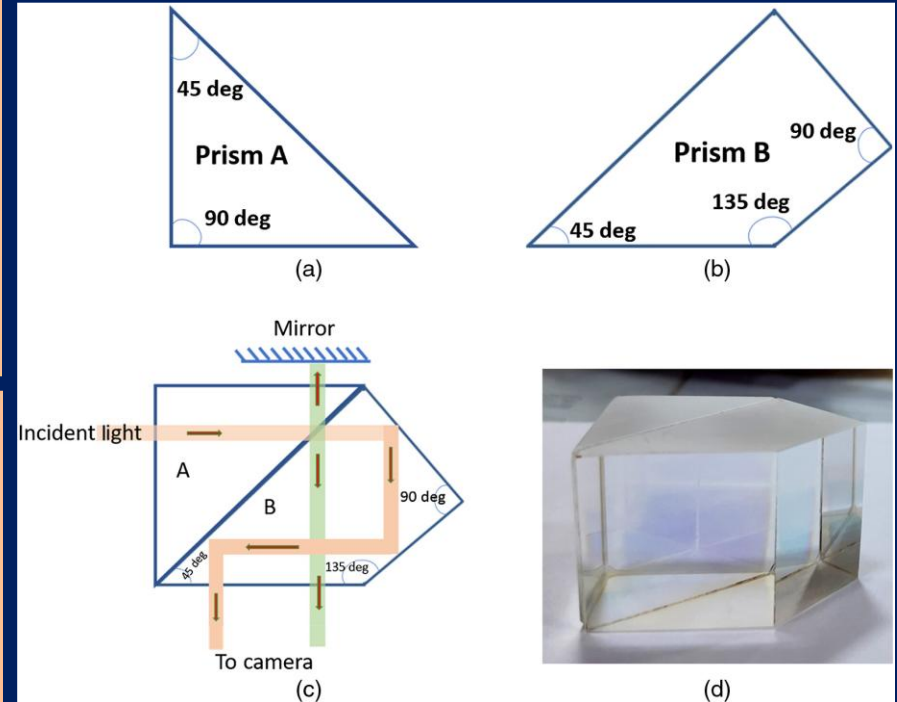 45 deg
Prism A
90 deg
(a)
90 deg
Prism B
135 deg
45 deg
(b)
Mirror
Incident light
A
B
90 deg
45 deg
135 deg
To camera
(c)
(d)